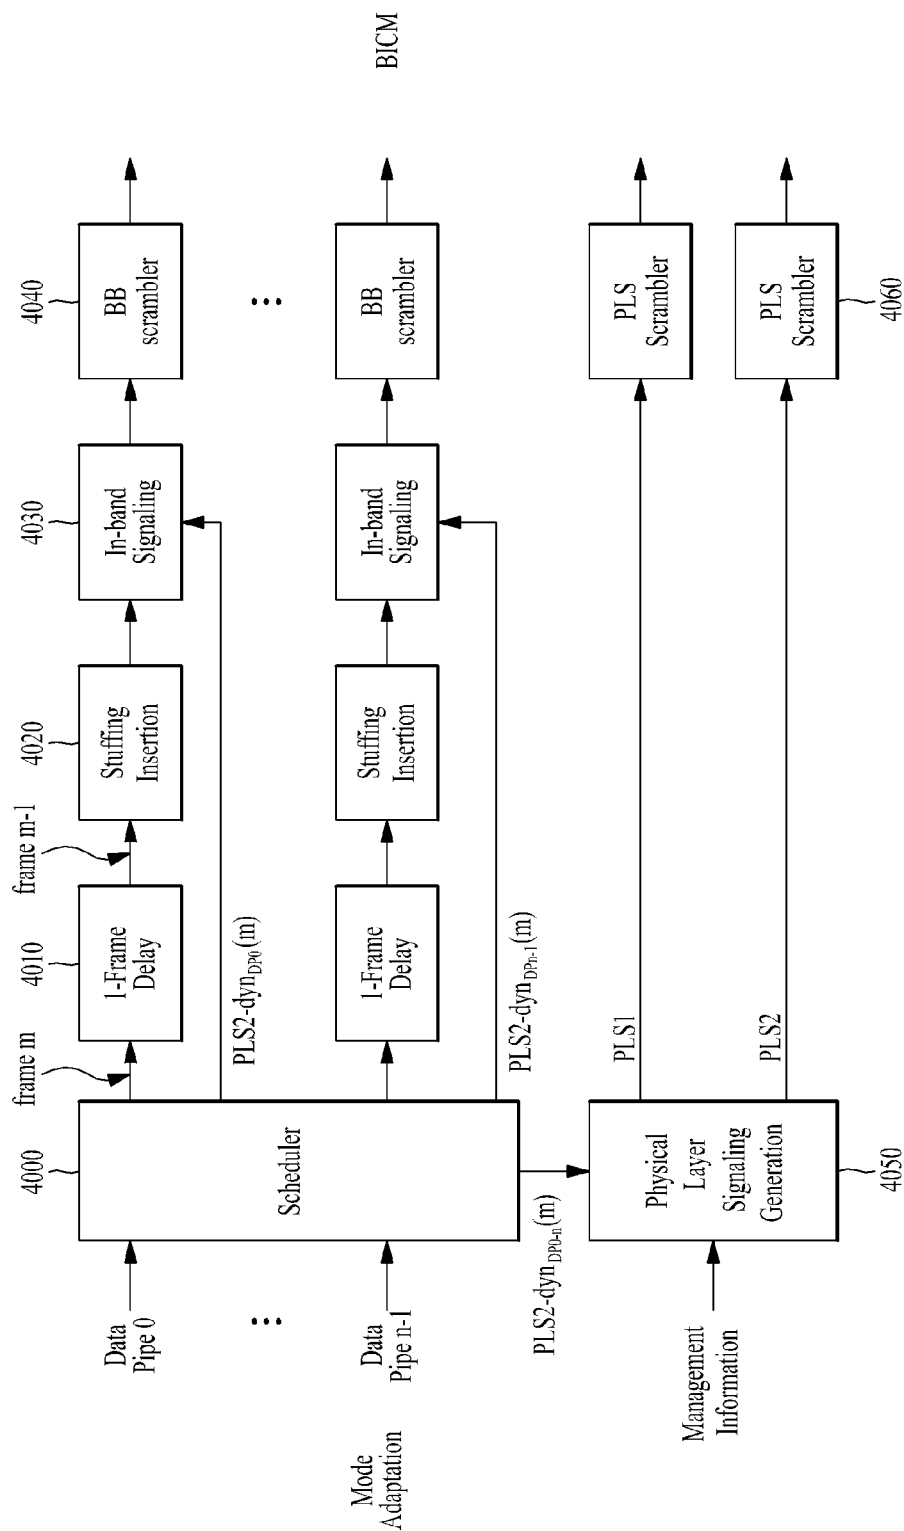 4000
frame m
4010
frame m-1
4020
4030
4040
Data
Pipe 0
Scheduler
1-Frame
Delay
Stuffing
Insertion
In-band
Signaling
BB
scrambler
PLS2-dynDP0(m)
Mode
Adaptation
Data
Pipe n-1
1-Frame
Delay
Stuffing
Insertion
In-band
Signaling
BB
scrambler
BICM
PLS2-dynDPn-1(m)
PLS2-dynDP0-n(m)
Management
Information
Physical
Layer
Signaling
Generation
PLS1
PLS
Scrambler
PLS2
PLS
Scrambler
4050
4060